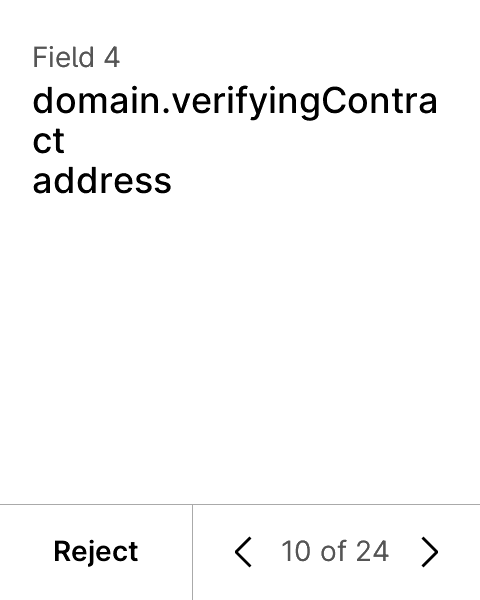 Field 4
domain.verifyingContra
ct
address
Reject
10 of 24